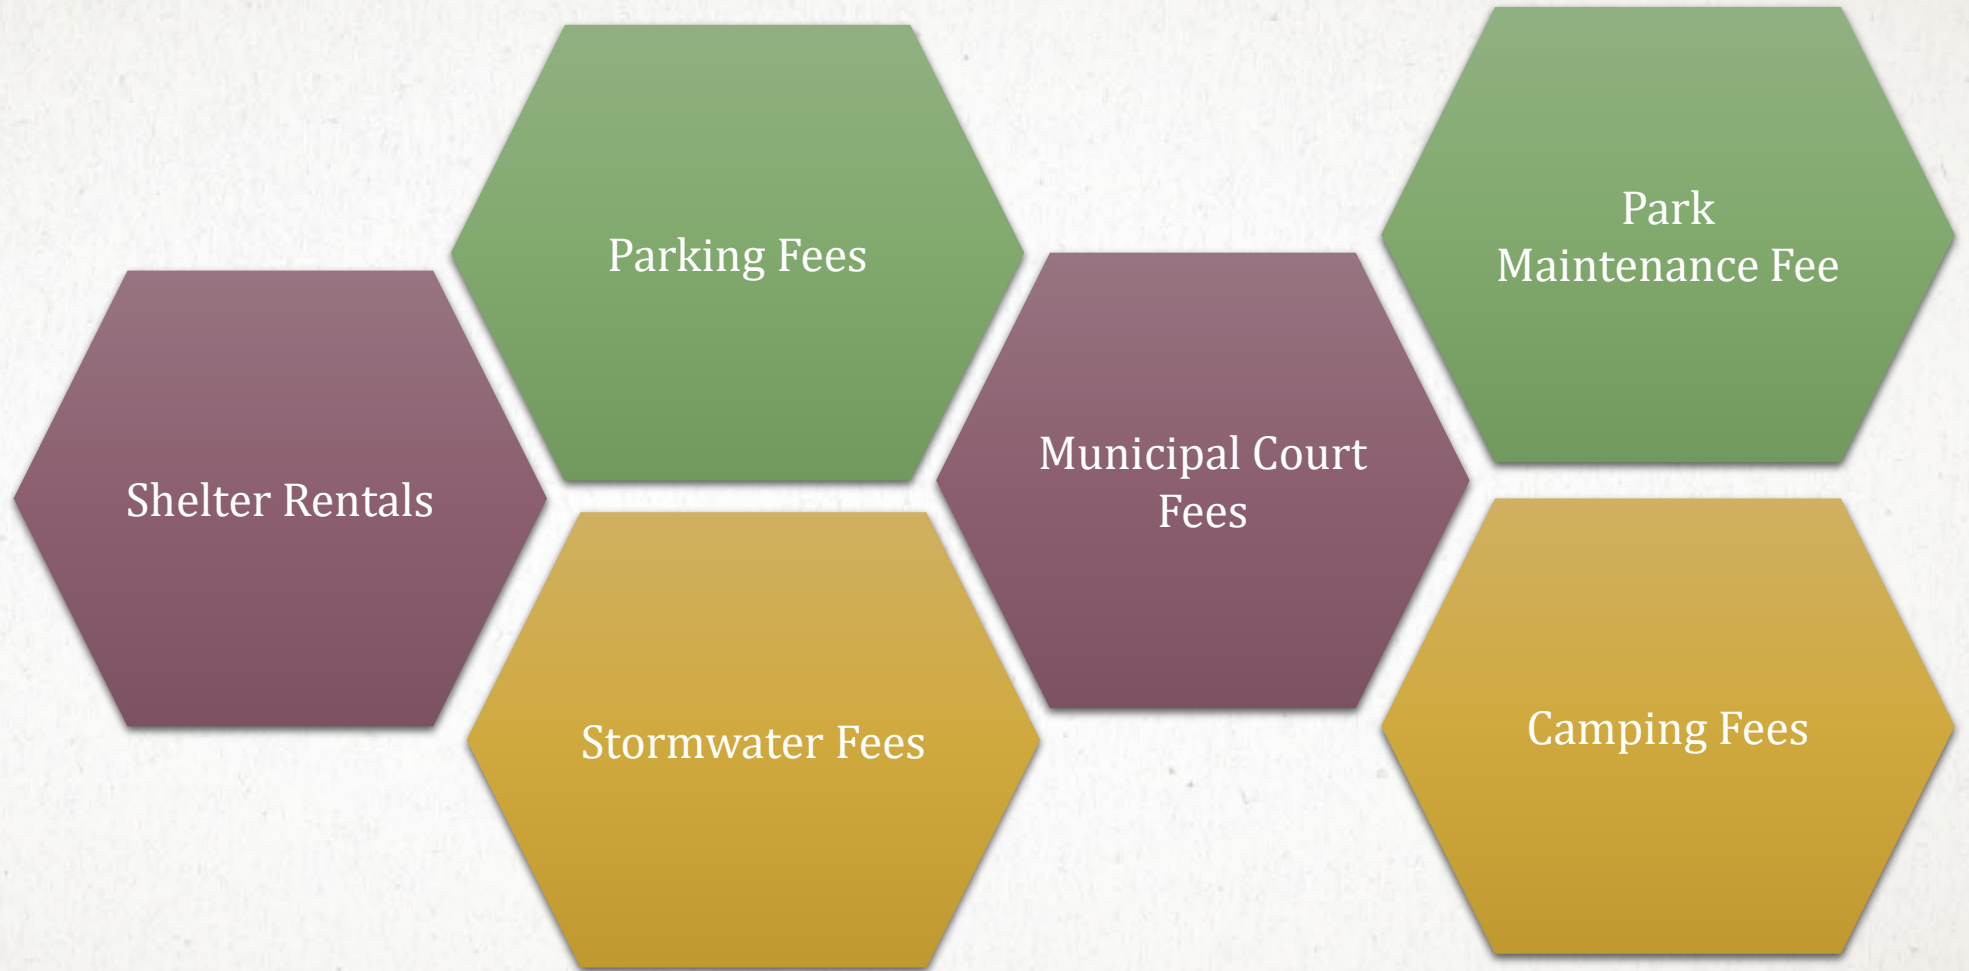 Parking Fees
Park
Maintenance Fee
Shelter Rentals
Municipal Court
Fees
Stormwater Fees
Camping Fees